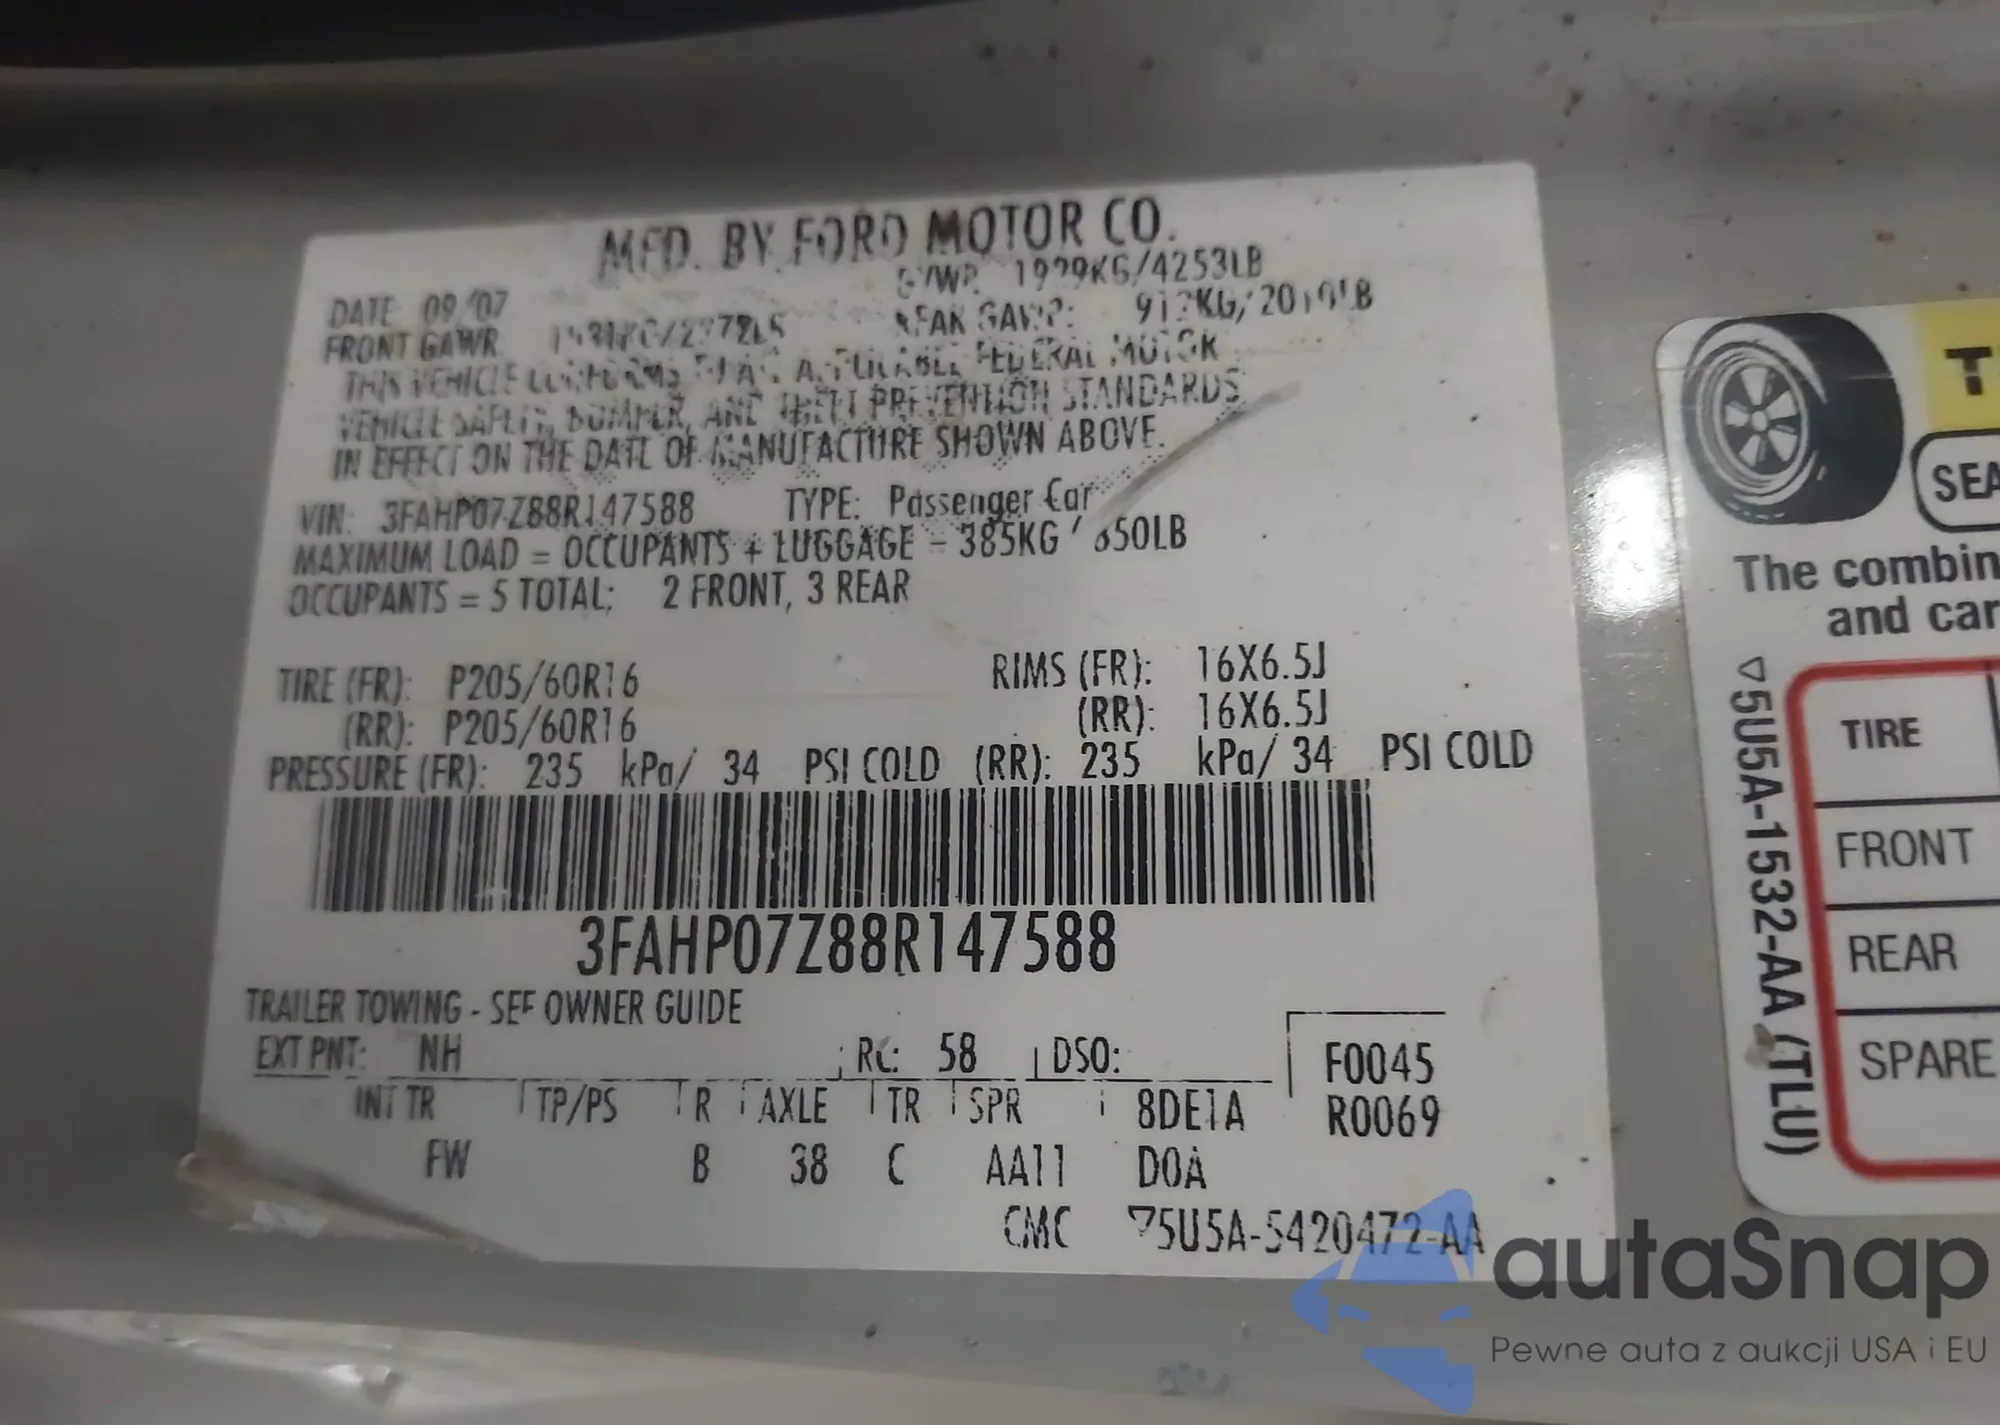 MFD. BY FORD MOTOR CO.
DATE: 09/07 GVWR: /4253LB
FRONT GAWR: REAR GAWR:
THIS VEHICLE CONFORMS TO ALL APPLICABLE FEDERAL MOTOR
VEHICLE SAFETY, BUMPER, AND THEFT PREVENTION STANDARDS
IN EFFECT ON THE DATE OF MANUFACTURE SHOWN ABOVE.
VIN: 3FAHP07Z88R147588 TYPE: Passenger Car
MAXIMUM LOAD = OCCUPANTS + LUGGAGE = 385KG / 850LB
OCCUPANTS = 5 TOTAL; 2 FRONT, 3 REAR
TIRE (FR): P205/60R16 RIMS (FR): 16X6.5J
(RR): P205/60R16 (RR): 16X6.5J
PRESSURE (FR): 235 kPa/ 34 PSI COLD (RR): 235 kPa/ 34 PSI COLD
3FAHP07Z88R147588
TRAILER TOWING - SEE OWNER GUIDE
EXT PNT: NH RC: 58 DSO: F0045
INT TR TP/PS R AXLE TR SPR 8DE1A R0069
FW B 38 C AA11 D0A
CMC ▽5U5A-5420472-AA
SEA
The combin
and car
▽5U5A-1532-AA (TLU)
TIRE
FRONT
REAR
SPARE
autaSnap
Pewne auta z aukcji USA i EU